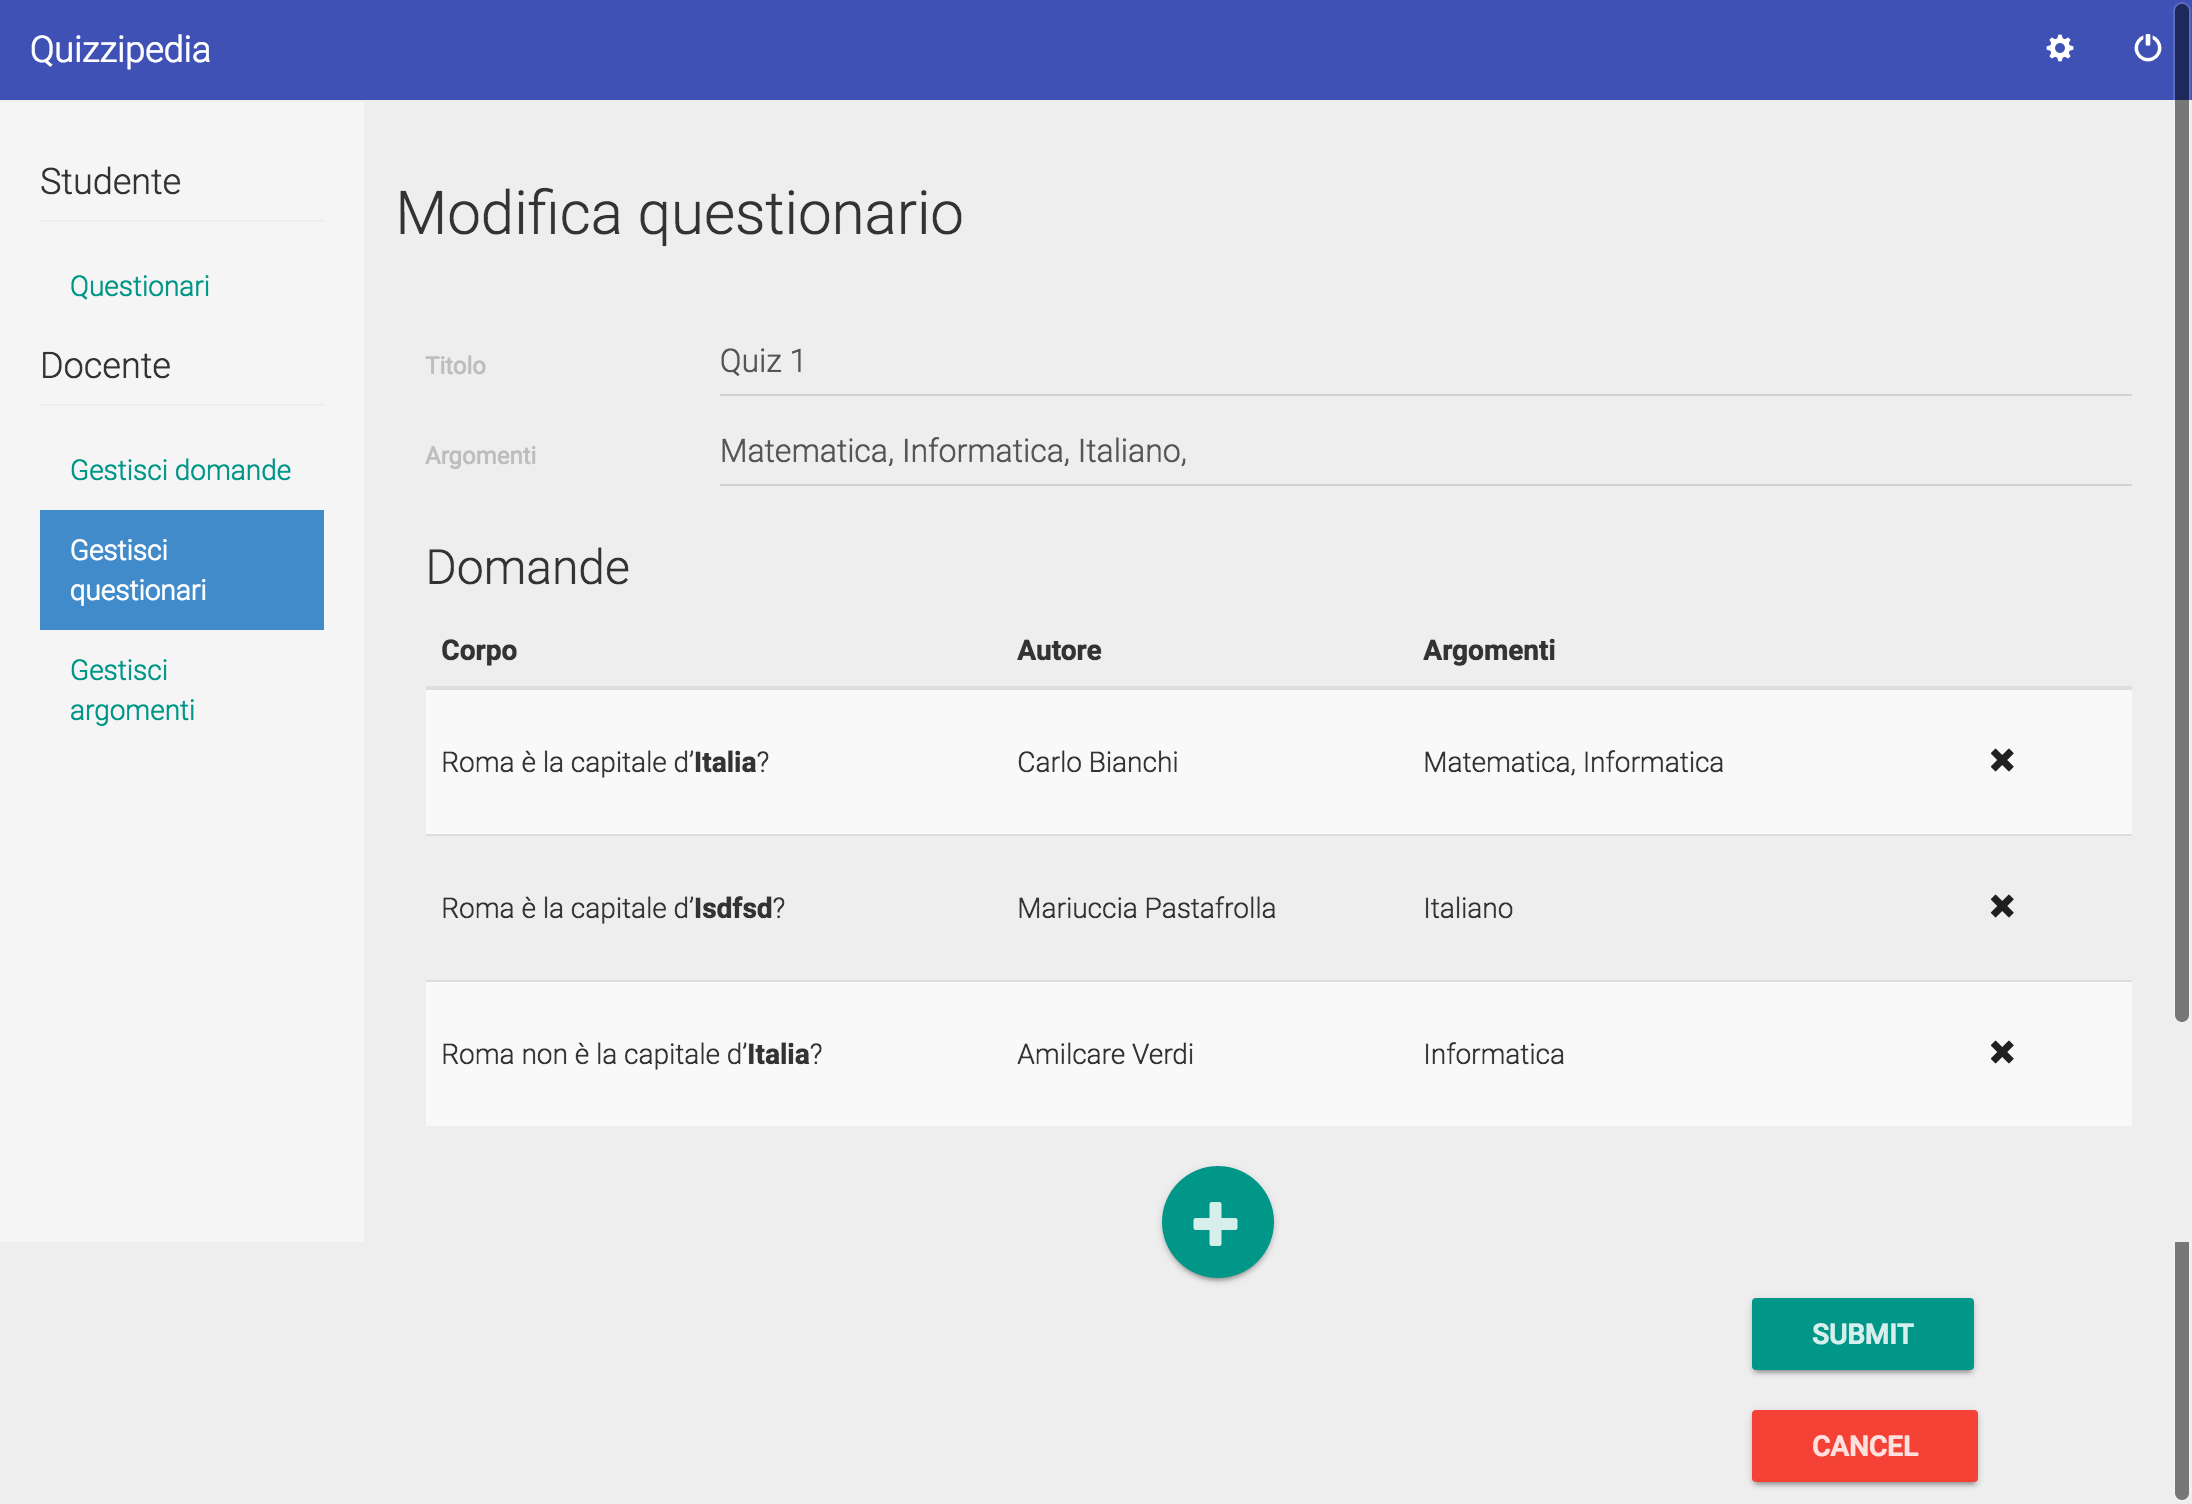 Quizzipedia
Studente
Questionari
Docente
Gestisci domande
Gestisci
questionari
Gestisci
argomenti
Modifica questionario
Titolo Quiz 1
Argomenti Matematica, Informatica, Italiano,
Domande
Corpo Autore Argomenti
Roma è la capitale d'Italia? Carlo Bianchi Matematica, Informatica
Roma è la capitale d'Isdfsd? Mariuccia Pastafrolla Italiano
Roma non è la capitale d'Italia? Amilcare Verdi Informatica
SUBMIT
CANCEL